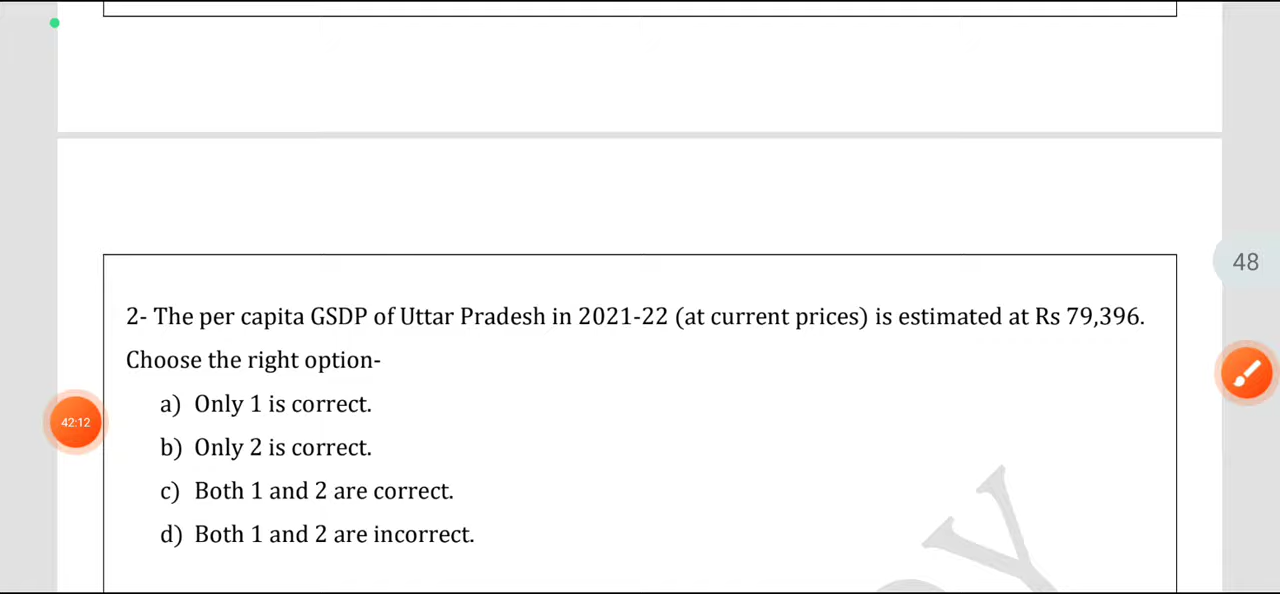 48
2- The per capita GSDP of Uttar Pradesh in 2021-22 (at current prices) is estimated at Rs 79,396.
Choose the right option-
a) Only 1 is correct.
42:12
b) Only 2 is correct.
c) Both 1 and 2 are correct.
d) Both 1 and 2 are incorrect.